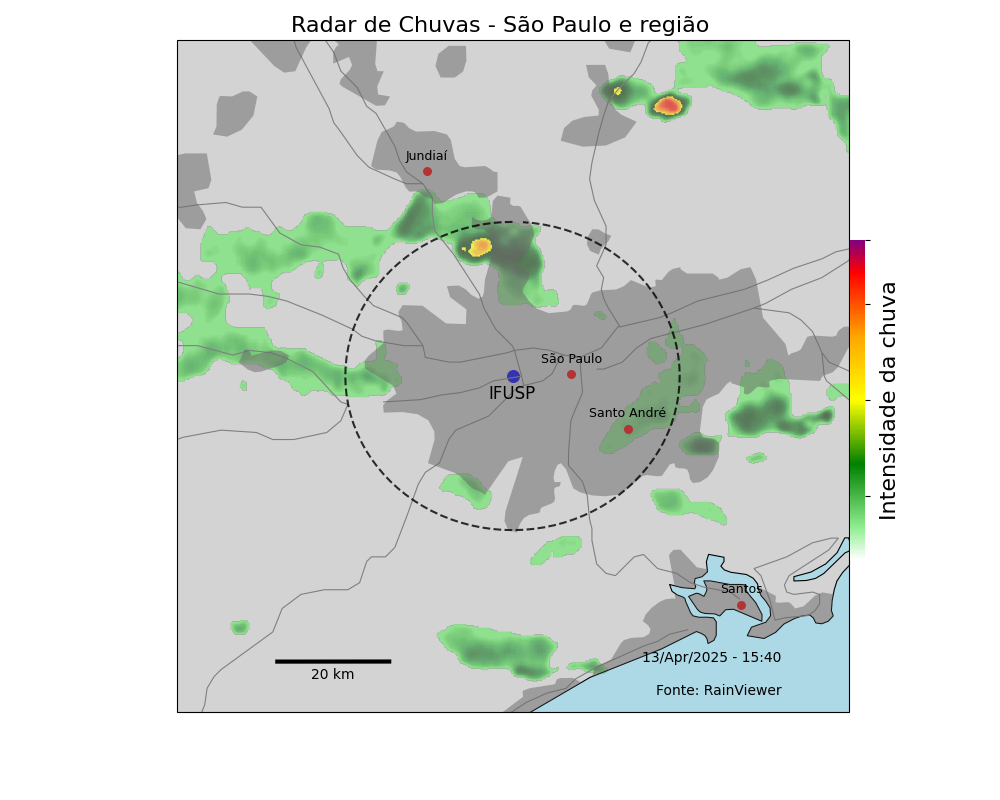 Radar de Chuvas - São Paulo e região
Jundiaí
São Paulo
IFUSP
Santo André
Intensidade da chuva
Santos
13/Apr/2025 - 15:40
20 km
Fonte: RainViewer